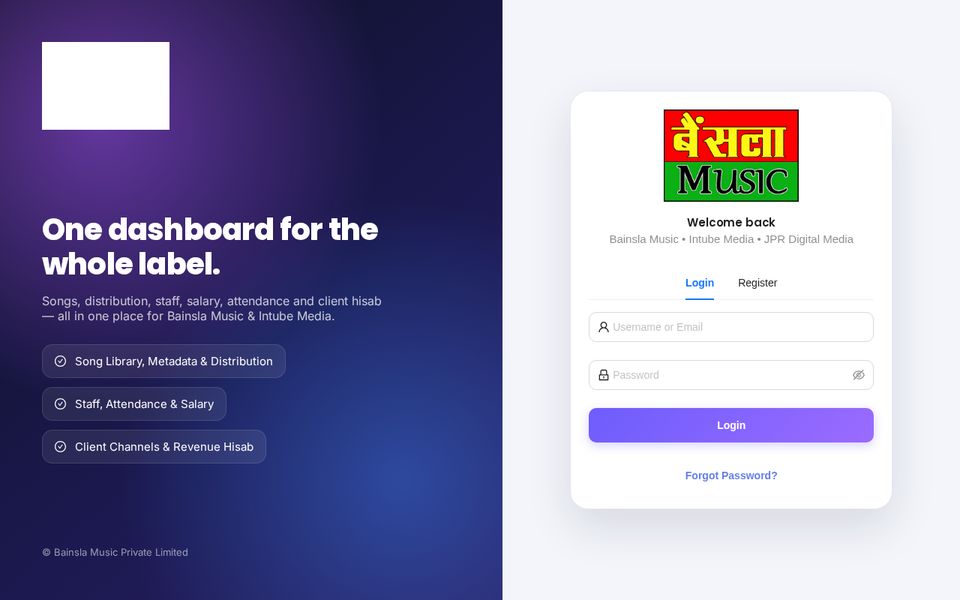 One dashboard for the
whole label.
Songs, distribution, staff, salary, attendance and client hisab
— all in one place for Bainsla Music & Intube Media.
Song Library, Metadata & Distribution
Staff, Attendance & Salary
Client Channels & Revenue Hisab
© Bainsla Music Private Limited
बैंसला
Music
Welcome back
Bainsla Music • Intube Media • JPR Digital Media
Login Register
Username or Email
Password
Login
Forgot Password?